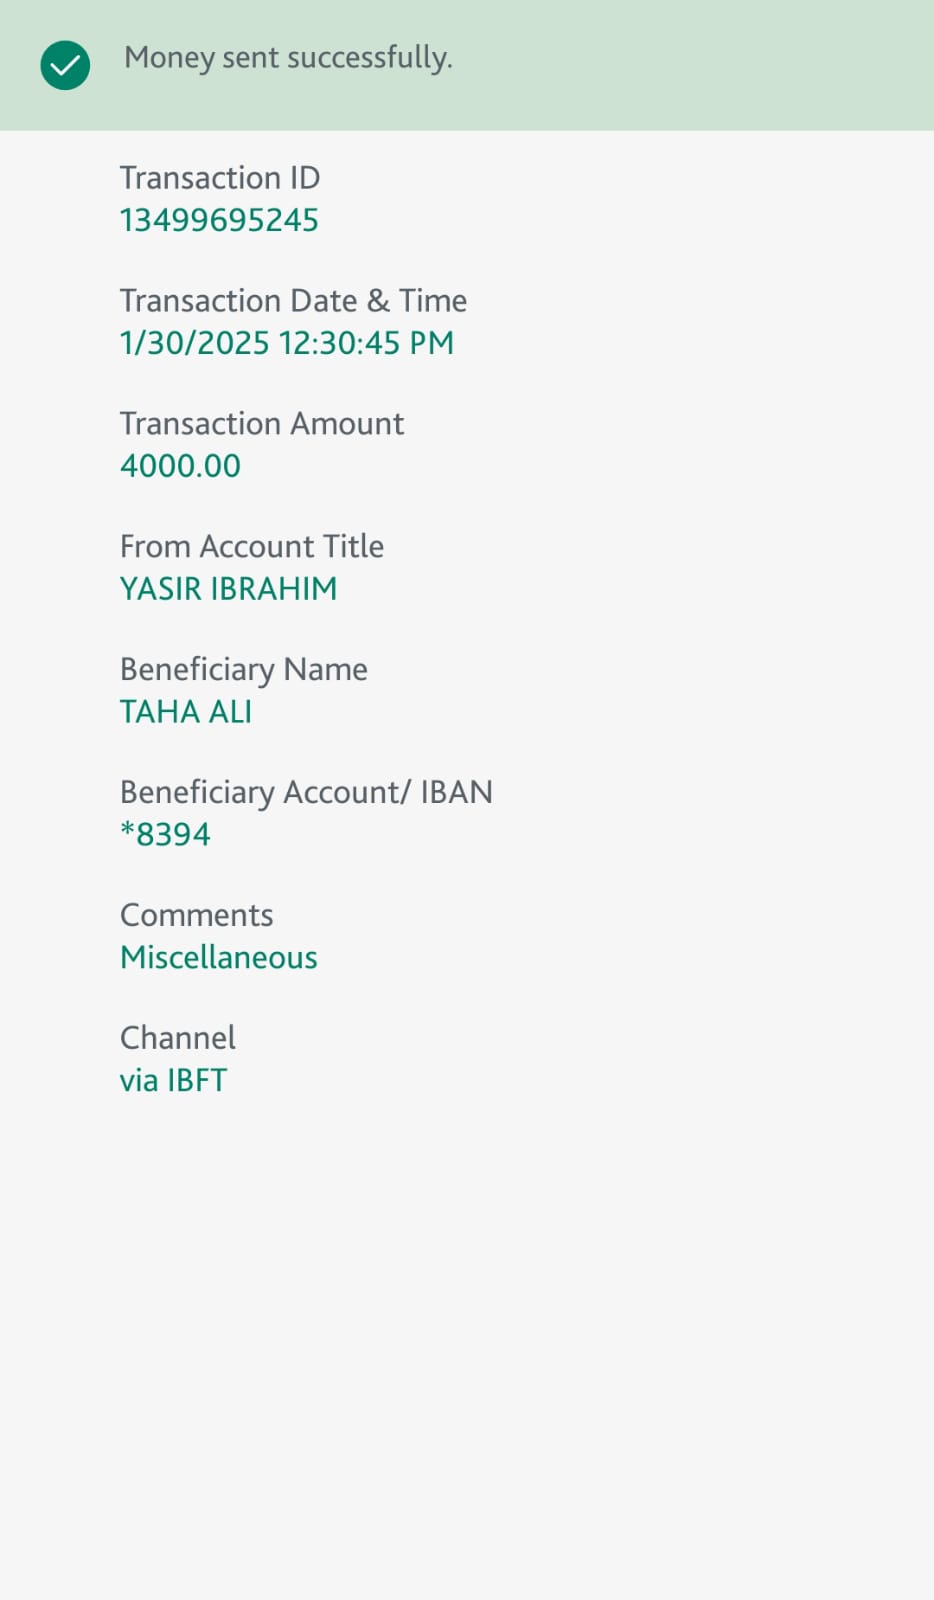 Money sent successfully.
Transaction ID
13499695245
Transaction Date & Time
1/30/2025 12:30:45 PM
Transaction Amount
4000.00
From Account Title
YASIR IBRAHIM
Beneficiary Name
TAHA ALI
Beneficiary Account/ IBAN
*8394
Comments
Miscellaneous
Channel
via IBFT